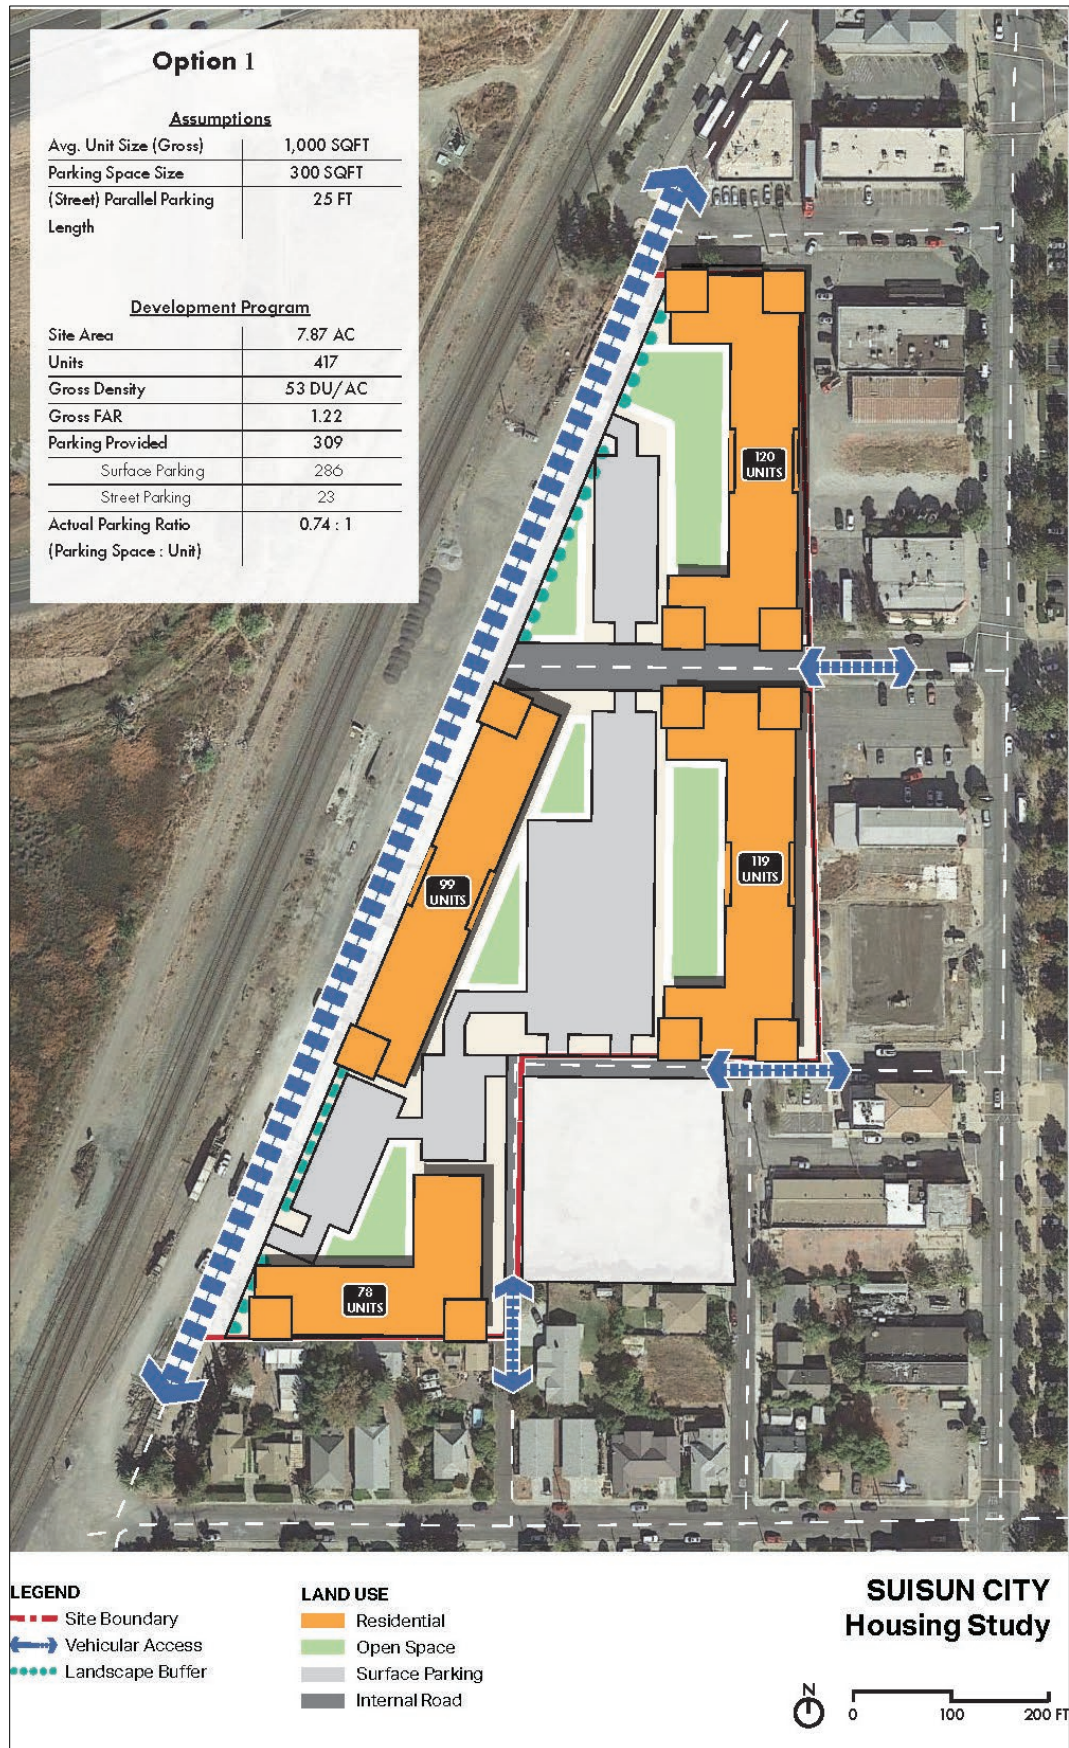 Option 1
Assumptions
Avg. Unit Size (Gross) 1,000 SQFT
Parking Space Size 300 SQFT
(Street) Parallel Parking 25 FT
Length
Development Program
Site Area 7.87 AC
Units 417
Gross Density 53 DU/AC
Gross FAR 1.22
Parking Provided 309
Surface Parking 286
Street Parking 23
Actual Parking Ratio 0.74 : 1
(Parking Space : Unit)
120
UNITS
99
UNITS
119
UNITS
78
UNITS
LEGEND
Site Boundary
Vehicular Access
Landscape Buffer
LAND USE
Residential
Open Space
Surface Parking
Internal Road
SUISUN CITY
Housing Study
N
0 100 200 FT